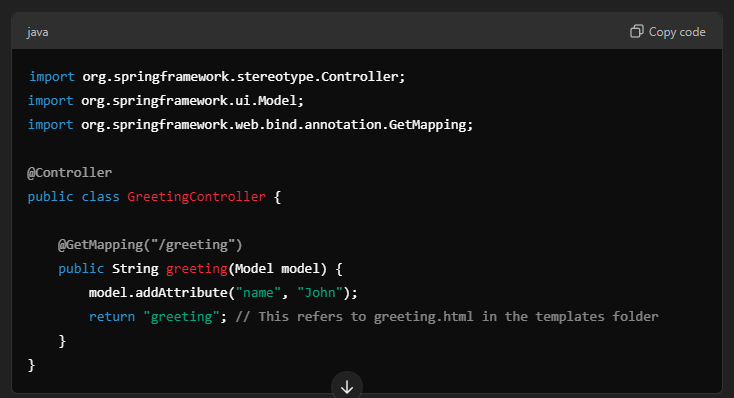 java
Copy code
import org.springframework.stereotype.Controller;
import org.springframework.ui.Model;
import org.springframework.web.bind.annotation.GetMapping;
@Controller
public class GreetingController {
@GetMapping("/greeting")
public String greeting(Model model) {
model.addAttribute("name", "John");
return "greeting"; // This refers to greeting.html in the templates folder
}
}